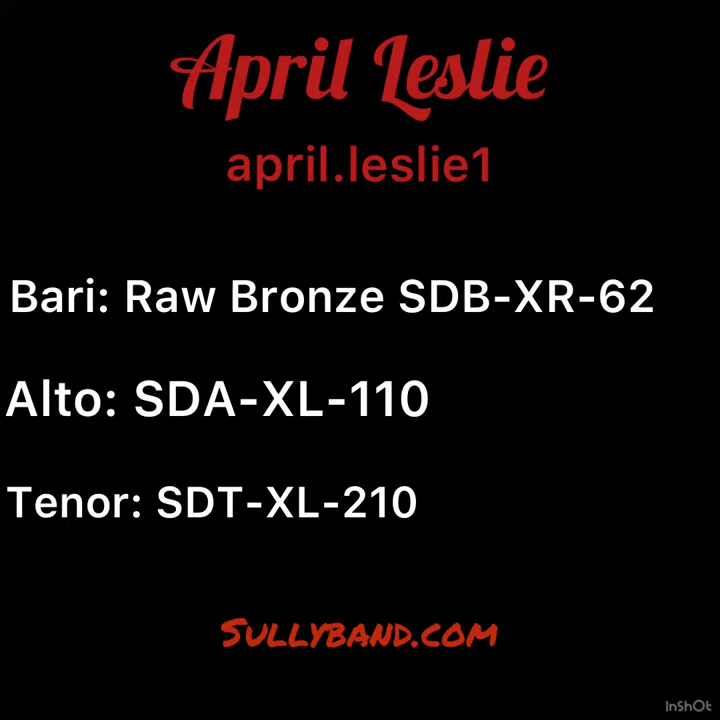 April Leslie
april.leslie1
Bari: Raw Bronze SDB-XR-62
Alto: SDA-XL-110
Tenor: SDT-XL-210
Sullyband.com
InShOt